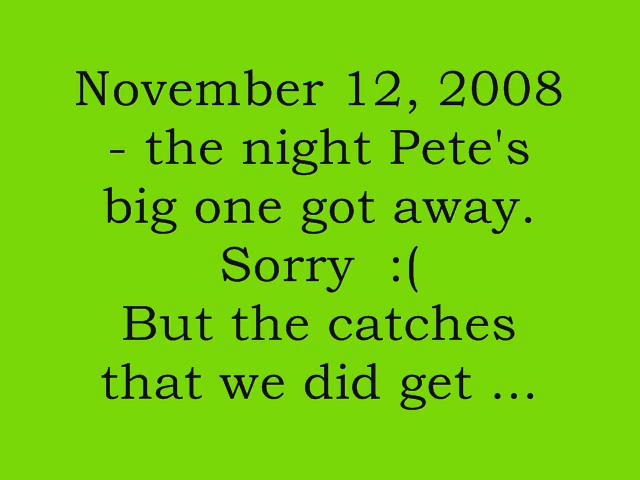 November 12, 2008
- the night Pete's
big one got away.
Sorry  :(
But the catches
that we did get ...